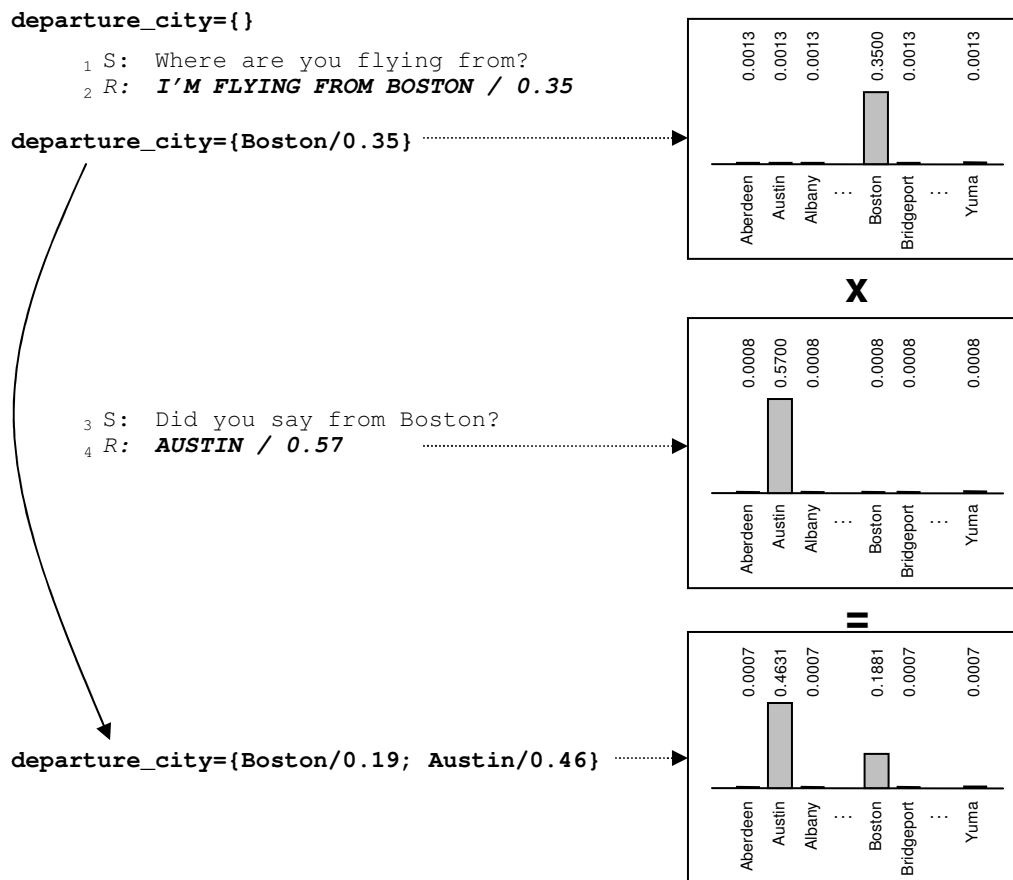 departure_city={}
1 S: Where are you flying from?
2 R: I'M FLYING FROM BOSTON / 0.35
departure_city={Boston/0.35}
0.0013 0.0013 0.0013 0.3500 0.0013 0.0013
Aberdeen Austin Albany ... Boston Bridgeport ... Yuma
X
3 S: Did you say from Boston?
4 R: AUSTIN / 0.57
0.0008 0.5700 0.0008 0.0008 0.0008 0.0008
Aberdeen Austin Albany ... Boston Bridgeport ... Yuma
=
departure_city={Boston/0.19; Austin/0.46}
0.0007 0.4631 0.0007 0.1881 0.0007 0.0007
Aberdeen Austin Albany ... Boston Bridgeport ... Yuma